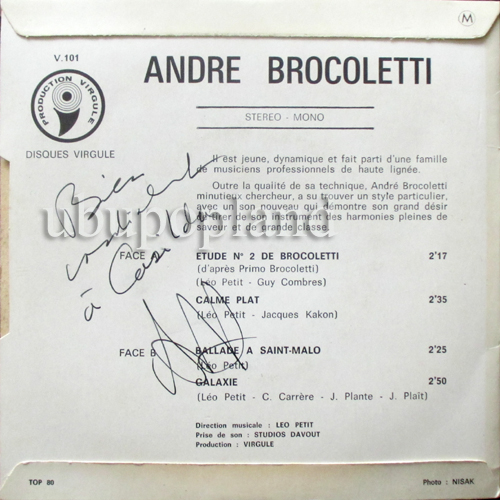 M
V.101
ANDRE BROCOLETTI
PRODUCTION VIRGULE
STEREO - MONO
DISQUES VIRGULE
Il est jeune, dynamique et fait parti d'une famille
de musiciens professionnels de haute lignée.
Outre la qualité de sa technique, André Brocoletti
minutieux chercheur, a su trouver un style particulier,
avec un son nouveau qui démontre son grand désir
de tirer de son instrument des harmonies pleines de
saveur et de grande classe.
Bien
à
ubupopland
FACE A ETUDE N° 2 DE BROCOLETTI 2'17
(d'après Primo Brocoletti)
(Léo Petit - Guy Combres)
CALME PLAT 2'35
(Léo Petit - Jacques Kakon)
FACE B BALLADE A SAINT-MALO 2'25
(Léo Petit)
GALAXIE 2'50
(Léo Petit - C. Carrère - J. Plante - J. Plaït)
Direction musicale : LEO PETIT
Prise de son : STUDIOS DAVOUT
Production : VIRGULE
TOP 80
Photo : NISAK